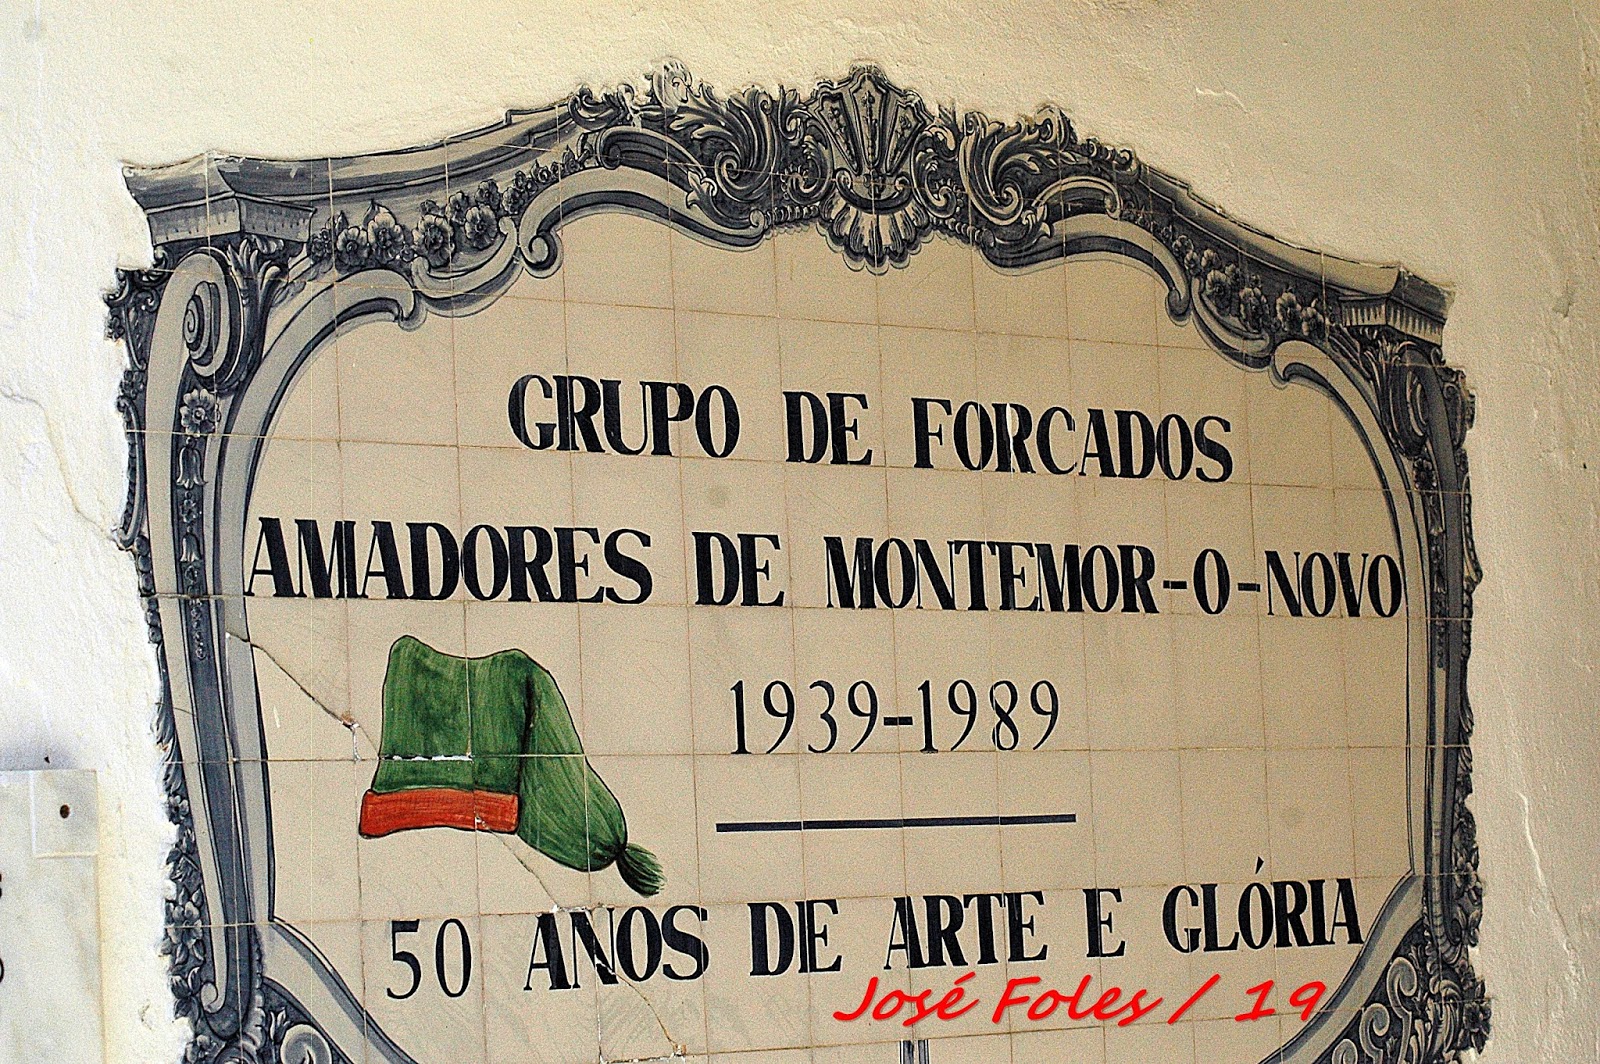 GRUPO DE FORCADOS
AMADORES DE MONTEMOR-O-NOVO
1939-1989
50 ANOS DE ARTE E GLÓRIA
José Foles / 19